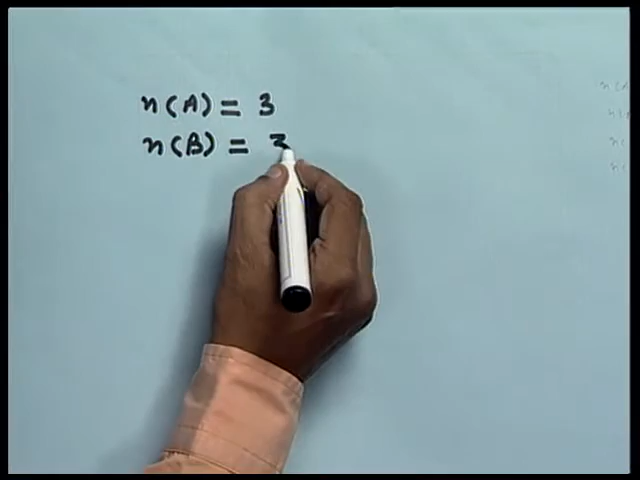 n(A) = 3
n(B) = 3